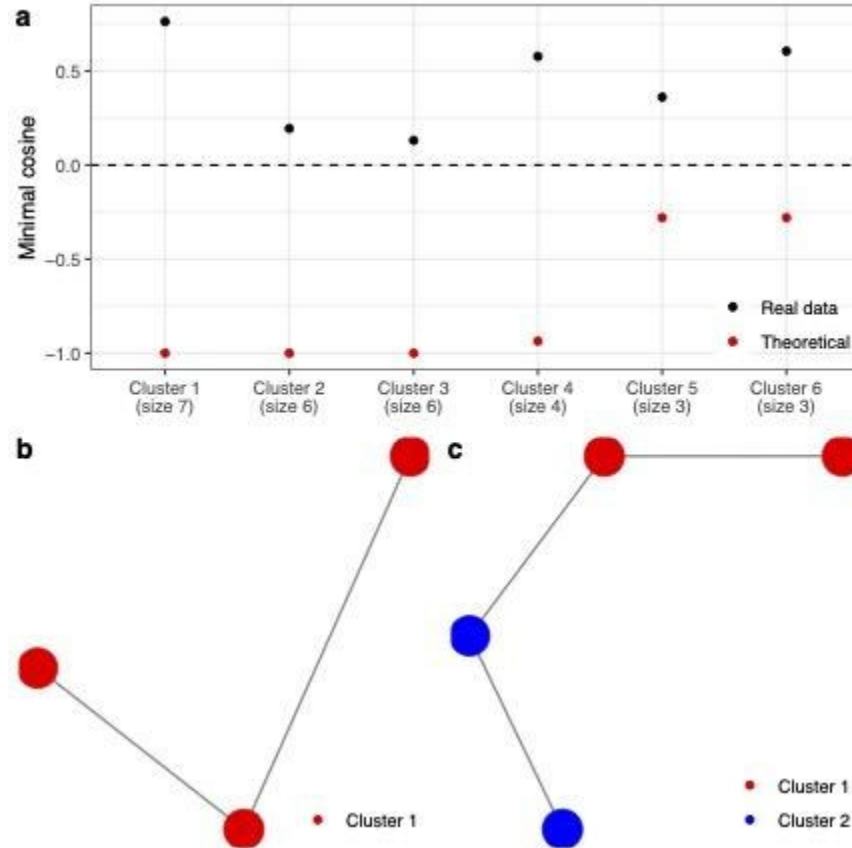 a
Minimal cosine
0.5
0.0
−0.5
−1.0
Real data
Theoretical
Cluster 1 Cluster 2 Cluster 3 Cluster 4 Cluster 5 Cluster 6
(size 7) (size 6) (size 6) (size 4) (size 3) (size 3)
b
c
Cluster 1
Cluster 1
Cluster 2